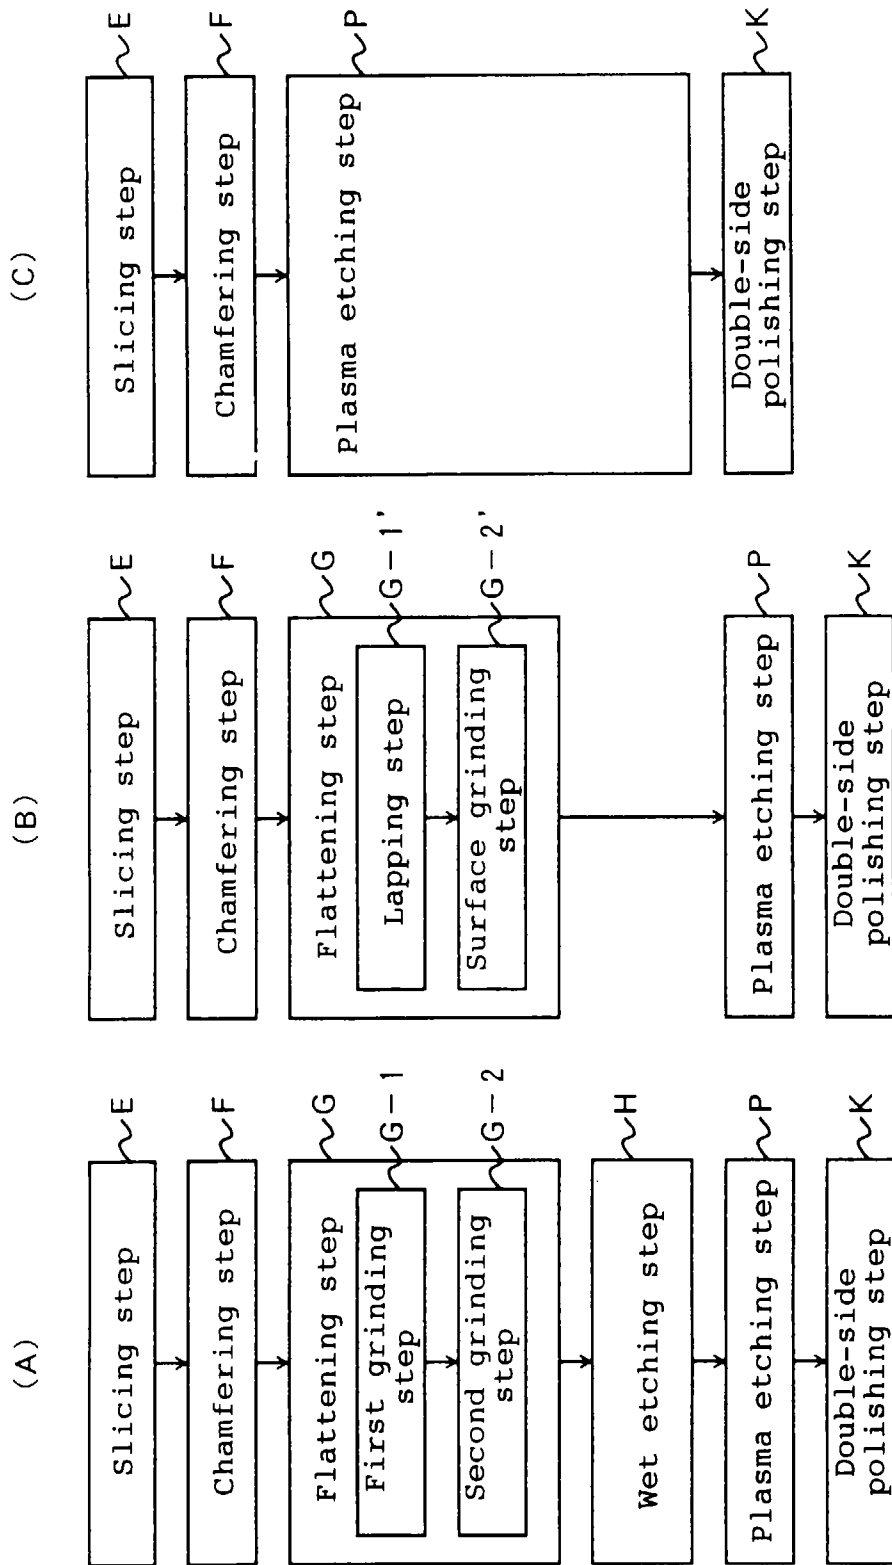 (A)
Slicing step
E
Chamfering step
F
Flattening step
G
First grinding
step
G-1
Second grinding
step
G-2
Wet etching step
H
Plasma etching step
P
Double-side
polishing step
K
(B)
Slicing step
E
Chamfering step
F
Flattening step
G
Lapping step
G-1'
Surface grinding
step
G-2'
Plasma etching step
P
Double-side
polishing step
K
(C)
Slicing step
E
Chamfering step
F
Plasma etching step
P
Double-side
polishing step
K